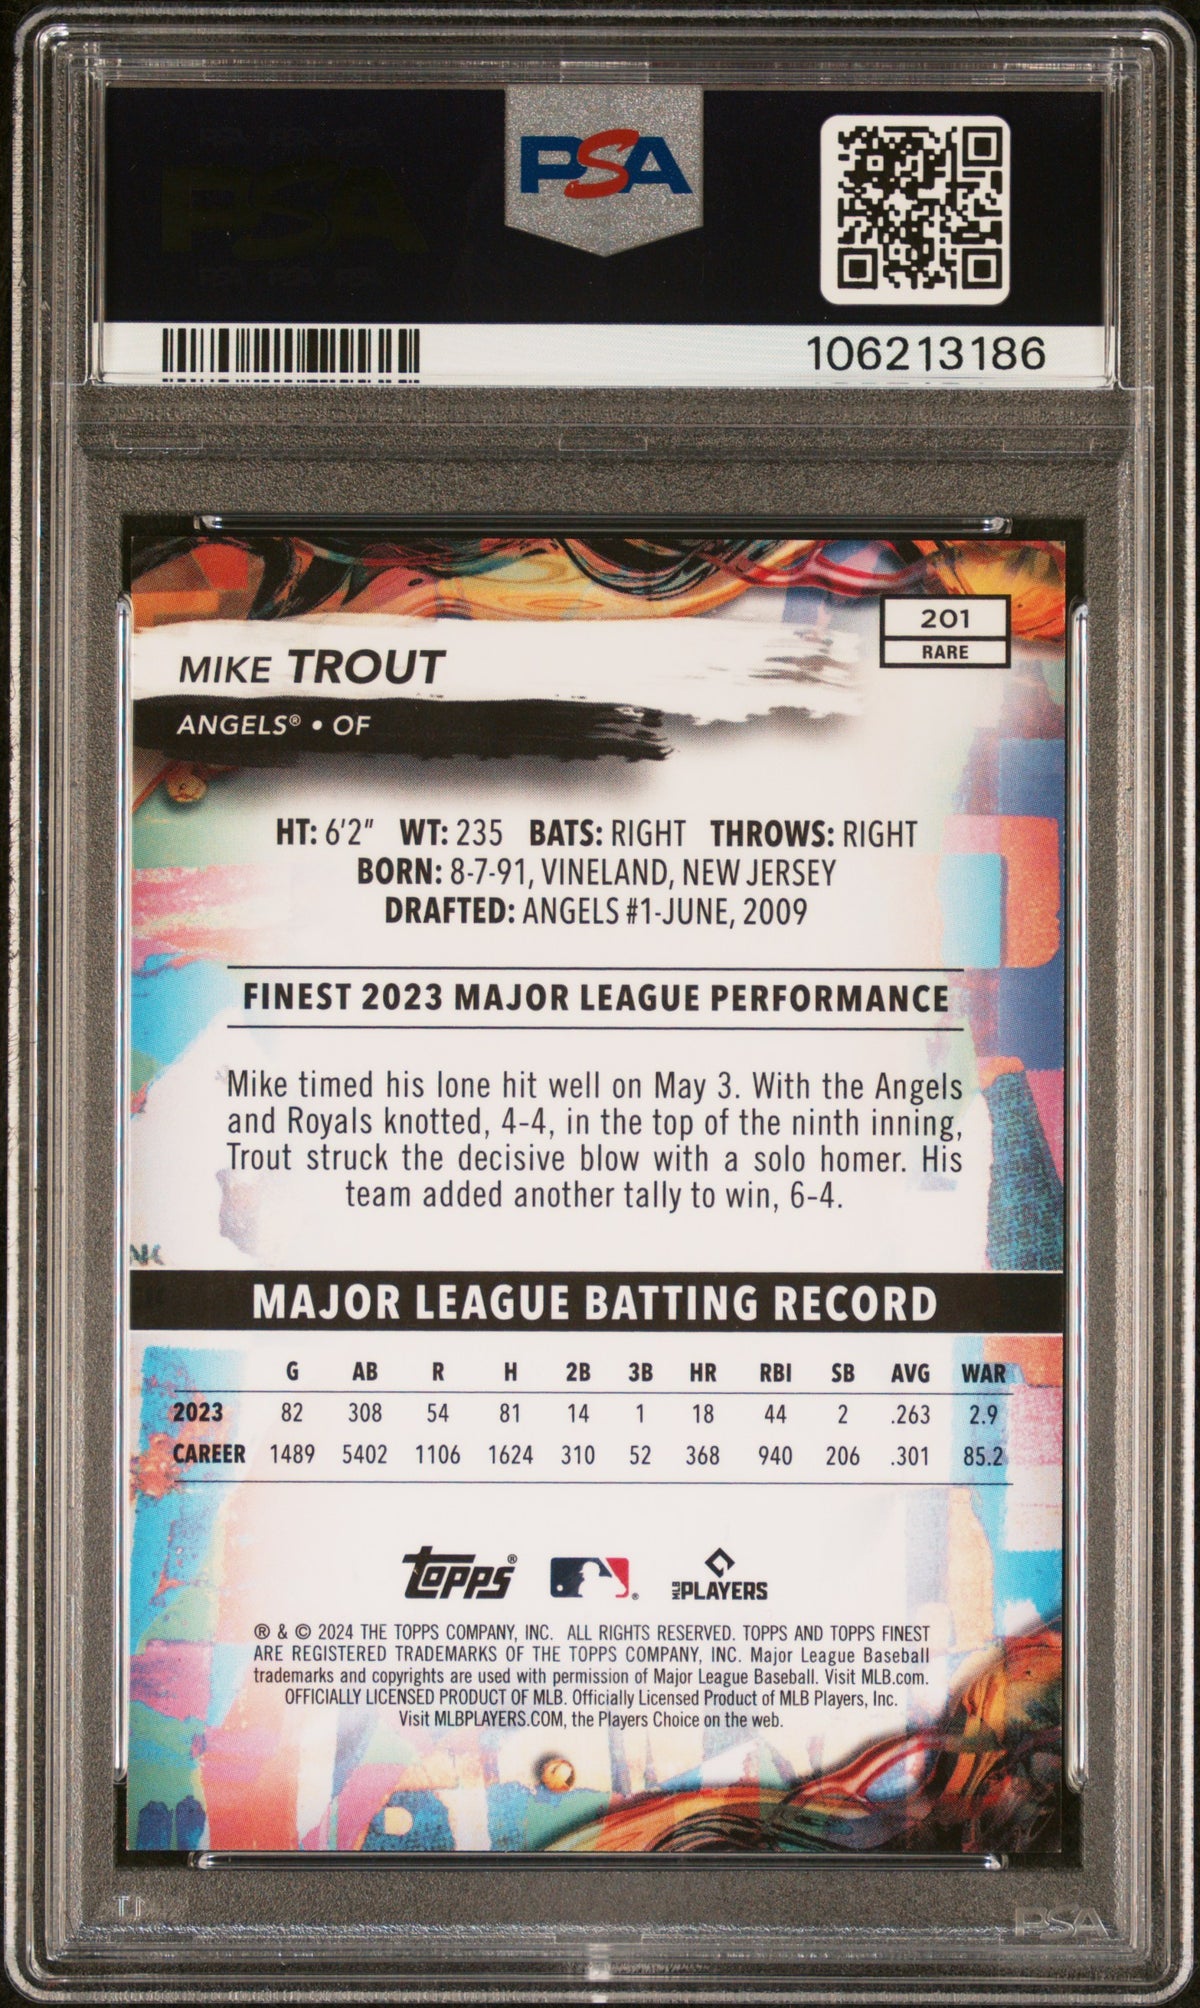 PSA
106213186
201
RARE
MIKE TROUT
ANGELS® • OF
HT: 6'2" WT: 235 BATS: RIGHT THROWS: RIGHT
BORN: 8-7-91, VINELAND, NEW JERSEY
DRAFTED: ANGELS #1-JUNE, 2009
FINEST 2023 MAJOR LEAGUE PERFORMANCE
Mike timed his lone hit well on May 3. With the Angels
and Royals knotted, 4-4, in the top of the ninth inning,
Trout struck the decisive blow with a solo homer. His
team added another tally to win, 6-4.
MAJOR LEAGUE BATTING RECORD
G AB R H 2B 3B HR RBI SB AVG WAR
2023 82 308 54 81 14 1 18 44 2 .263 2.9
CAREER 1489 5402 1106 1624 310 52 368 940 206 .301 85.2
Topps® ® MLB PLAYERS
® & © 2024 THE TOPPS COMPANY, INC. ALL RIGHTS RESERVED. TOPPS AND TOPPS FINEST
ARE REGISTERED TRADEMARKS OF THE TOPPS COMPANY, INC. Major League Baseball
trademarks and copyrights are used with permission of Major League Baseball. Visit MLB.com.
OFFICIALLY LICENSED PRODUCT OF MLB. Officially Licensed Product of MLB Players, Inc.
Visit MLBPLAYERS.COM, the Players Choice on the web.
PSA